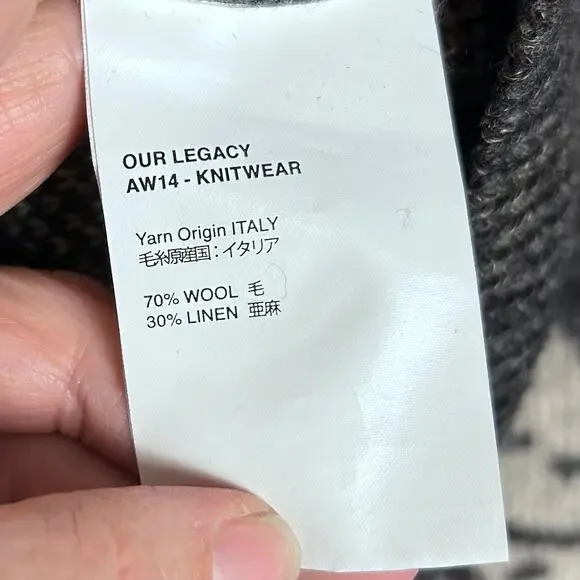 OUR LEGACY
AW14 - KNITWEAR
Yarn Origin ITALY
毛糸原産国：イタリア
70% WOOL 毛
30% LINEN 亜麻